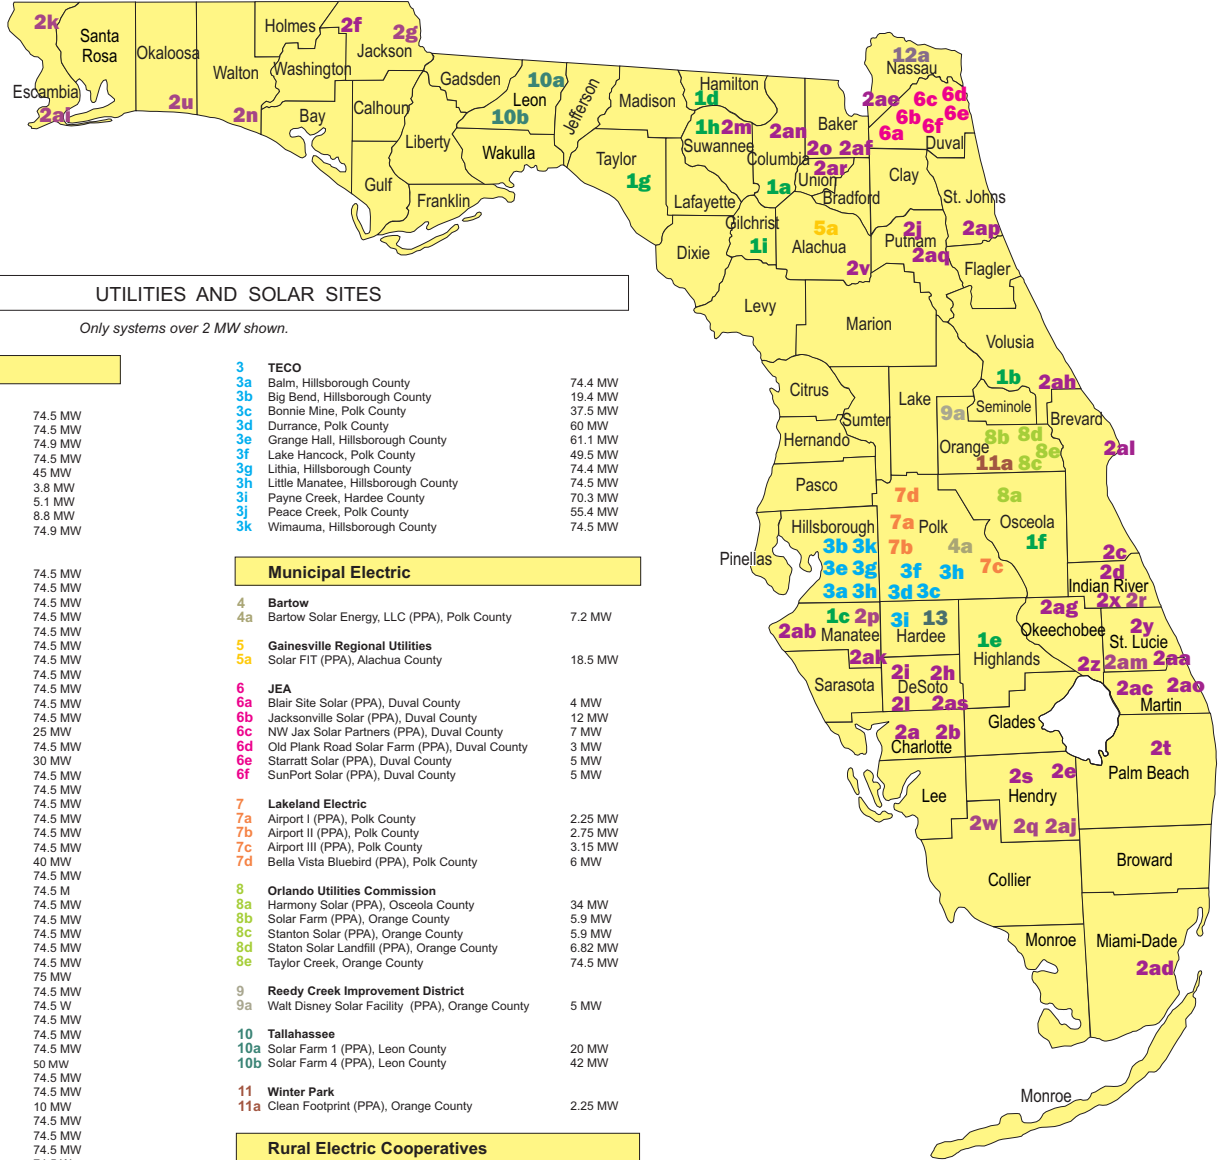 UTILITIES AND SOLAR SITES
Only systems over 2 MW shown.
74.5 MW
74.5 MW
74.9 MW
74.5 MW
45 MW
3.8 MW
5.1 MW
8.8 MW
74.9 MW
74.5 MW
74.5 MW
74.5 MW
74.5 MW
74.5 MW
74.5 MW
74.5 MW
74.5 MW
74.5 MW
74.5 MW
74.5 MW
25 MW
74.5 MW
30 MW
74.5 MW
74.5 MW
74.5 MW
74.5 MW
74.5 MW
74.5 MW
40 MW
74.5 MW
74.5 M
74.5 MW
74.5 MW
74.5 MW
74.5 MW
74.5 MW
75 MW
74.5 MW
74.5 W
74.5 MW
74.5 MW
74.5 MW
50 MW
74.5 MW
74.5 MW
10 MW
74.5 MW
74.5 MW
74.5 MW
3 TECO
3a Balm, Hillsborough County 74.4 MW
3b Big Bend, Hillsborough County 19.4 MW
3c Bonnie Mine, Polk County 37.5 MW
3d Durrance, Polk County 60 MW
3e Grange Hall, Hillsborough County 61.1 MW
3f Lake Hancock, Polk County 49.5 MW
3g Lithia, Hillsborough County 74.4 MW
3h Little Manatee, Hillsborough County 74.5 MW
3i Payne Creek, Hardee County 70.3 MW
3j Peace Creek, Polk County 55.4 MW
3k Wimauma, Hillsborough County 74.5 MW
Municipal Electric
4 Bartow
4a Bartow Solar Energy, LLC (PPA), Polk County 7.2 MW
5 Gainesville Regional Utilities
5a Solar FIT (PPA), Alachua County 18.5 MW
6 JEA
6a Blair Site Solar (PPA), Duval County 4 MW
6b Jacksonville Solar (PPA), Duval County 12 MW
6c NW Jax Solar Partners (PPA), Duval County 7 MW
6d Old Plank Road Solar Farm (PPA), Duval County 3 MW
6e Starratt Solar (PPA), Duval County 5 MW
6f SunPort Solar (PPA), Duval County 5 MW
7 Lakeland Electric
7a Airport I (PPA), Polk County 2.25 MW
7b Airport II (PPA), Polk County 2.75 MW
7c Airport III (PPA), Polk County 3.15 MW
7d Bella Vista Bluebird (PPA), Polk County 6 MW
8 Orlando Utilities Commission
8a Harmony Solar (PPA), Osceola County 34 MW
8b Solar Farm (PPA), Orange County 5.9 MW
8c Stanton Solar (PPA), Orange County 5.9 MW
8d Staton Solar Landfill (PPA), Orange County 6.82 MW
8e Taylor Creek, Orange County 74.5 MW
9 Reedy Creek Improvement District
9a Walt Disney Solar Facility (PPA), Orange County 5 MW
10 Tallahassee
10a Solar Farm 1 (PPA), Leon County 20 MW
10b Solar Farm 4 (PPA), Leon County 42 MW
11 Winter Park
11a Clean Footprint (PPA), Orange County 2.25 MW
Rural Electric Cooperatives
2k
Santa
Rosa
Escambia
2ai
Okaloosa
2u
Walton
2n
Holmes
Washington
2f
2g
Jackson
Bay
Calhoun
Gulf
Liberty
Franklin
Gadsden
10a
Leon
10b
Wakulla
Jefferson
Madison
Taylor
1g
Hamilton
1d
1h 2m
Suwannee
Lafayette
Dixie
2an
Columbia
1a
Gilchrist
1i
Baker
2o 2af
2ar
Union
Bradford
5a
Alachua
2v
12a
Nassau
2ae 6c 6d
6b 6e
6a 6f
Duval
Clay
St. Johns
2ap
2j
Putnam
2aq
Flagler
Levy
Marion
Volusia
1b
2ah
Citrus
Sumter
Lake
9a
Seminole
Brevard
2al
Hernando
Orange
8b 8d
8e
11a 8c
Pasco
Pinellas
Hillsborough
3b 3k
3e 3g
3a 3h
7d
7a Polk
7b 4a
7c
3f 3h
3d 3c
8a
Osceola
1f
2c
2d
Indian River
2x 2r
2ab
1c 2p
Manatee
2ak
3i 13
Hardee
1e
Highlands
2ag
Okeechobee
2z
2y
St. Lucie
2am 2aa
Sarasota
2i 2h
DeSoto
2l 2as
2ac 2ao
Martin
2a 2b
Charlotte
Glades
2t
Palm Beach
Lee
2s 2e
Hendry
2w 2q 2aj
Collier
Broward
Monroe
Miami-Dade
2ad
Monroe